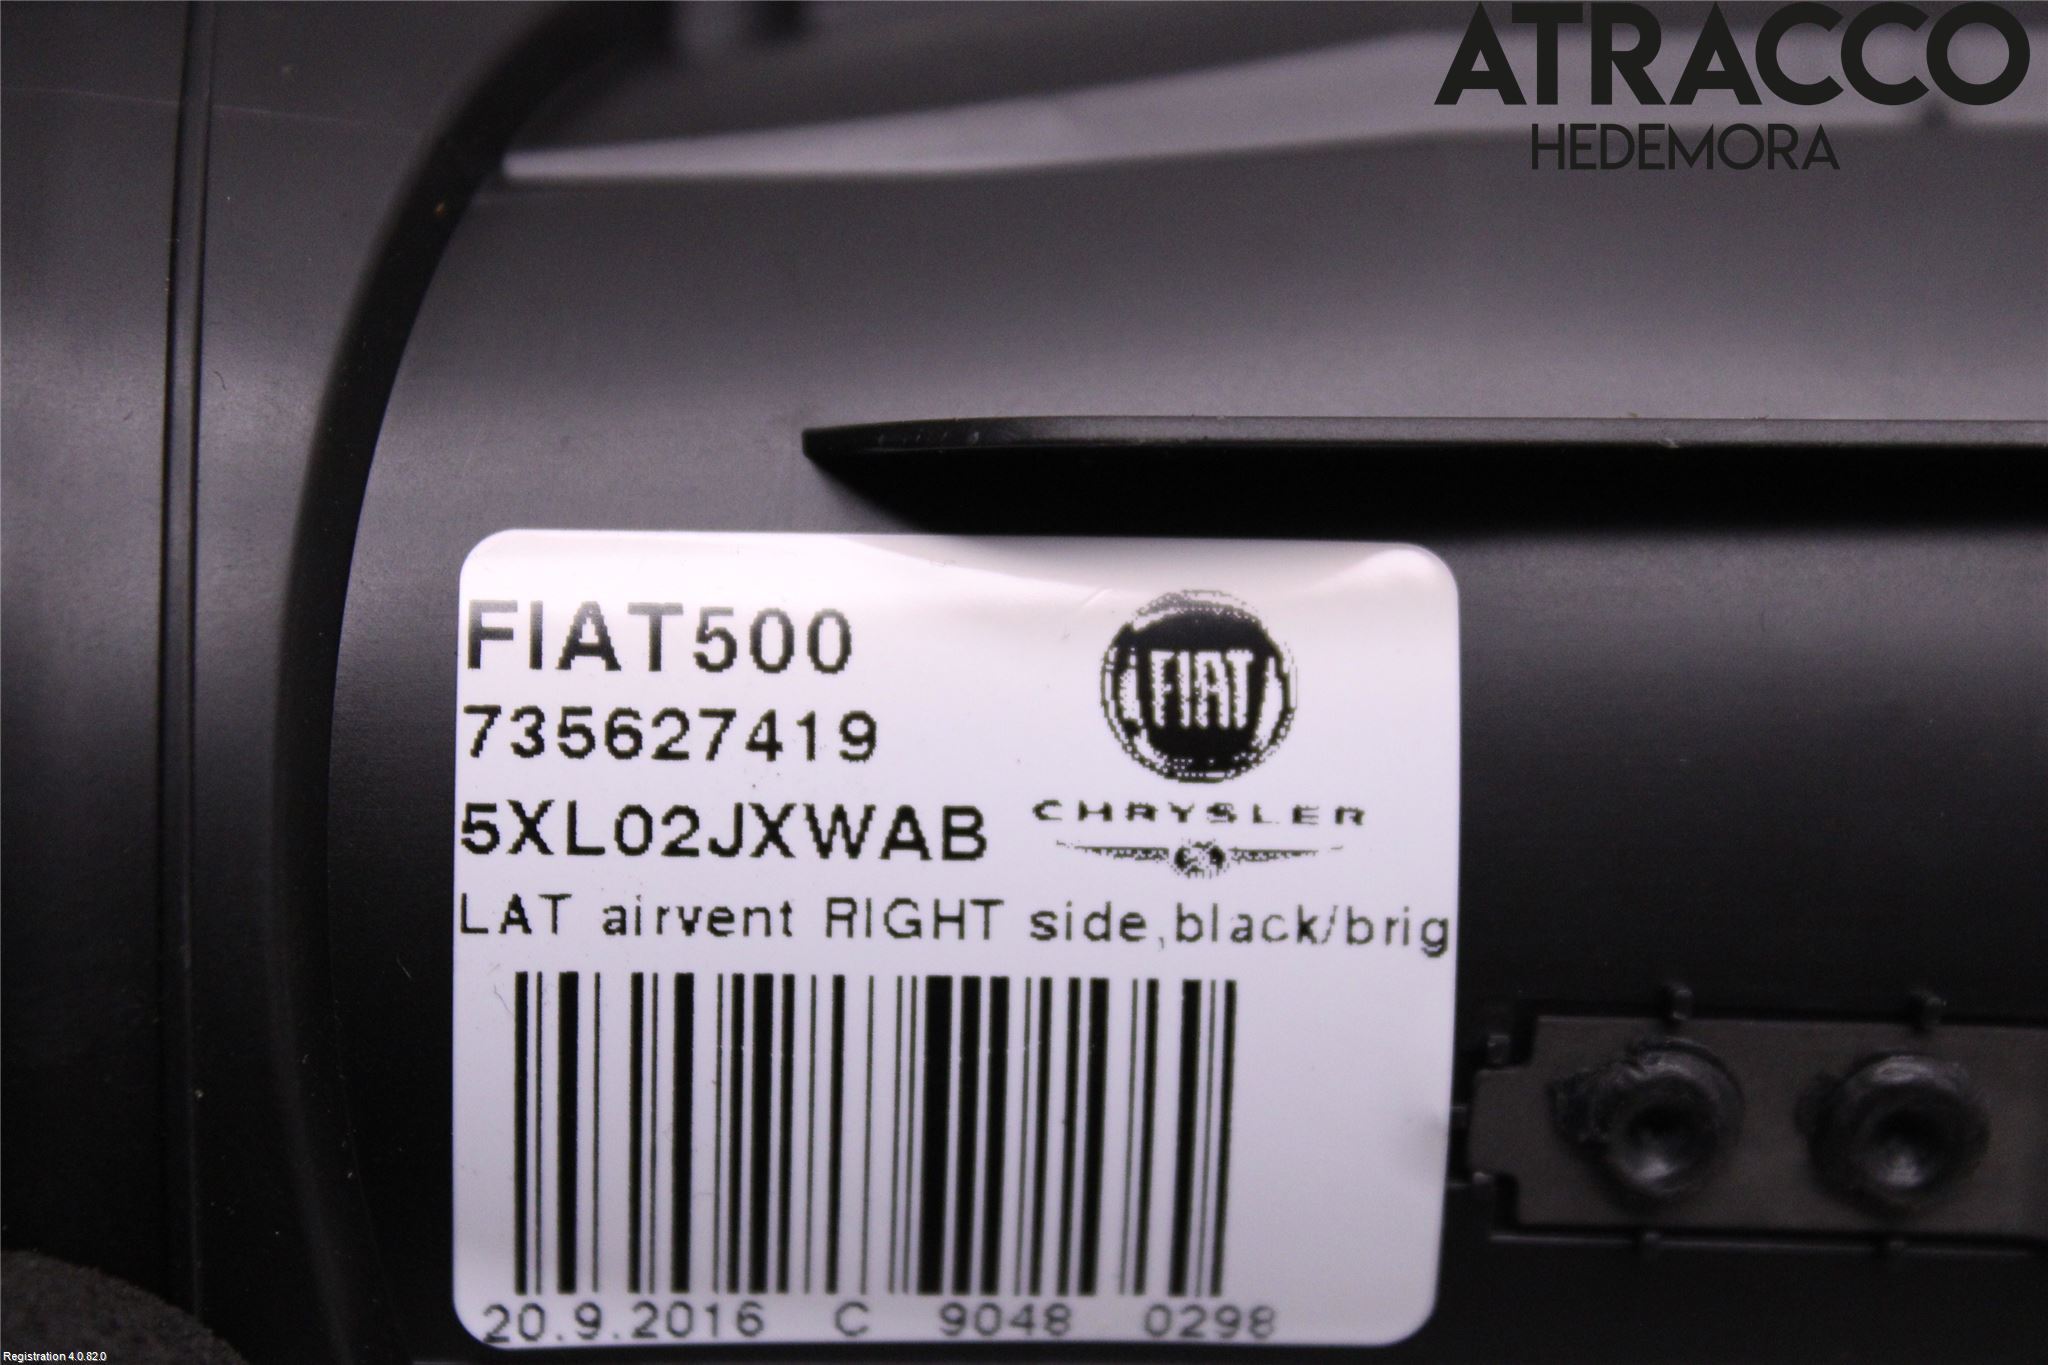 ATRACCO
HEDEMORA
FIAT500
FIAT
735627419
5XL02JXWAB
CHRYSLER
LAT airvent RIGHT side,black/brig
20.9.2016 C 9048 0298
Registration 4.0.82.0